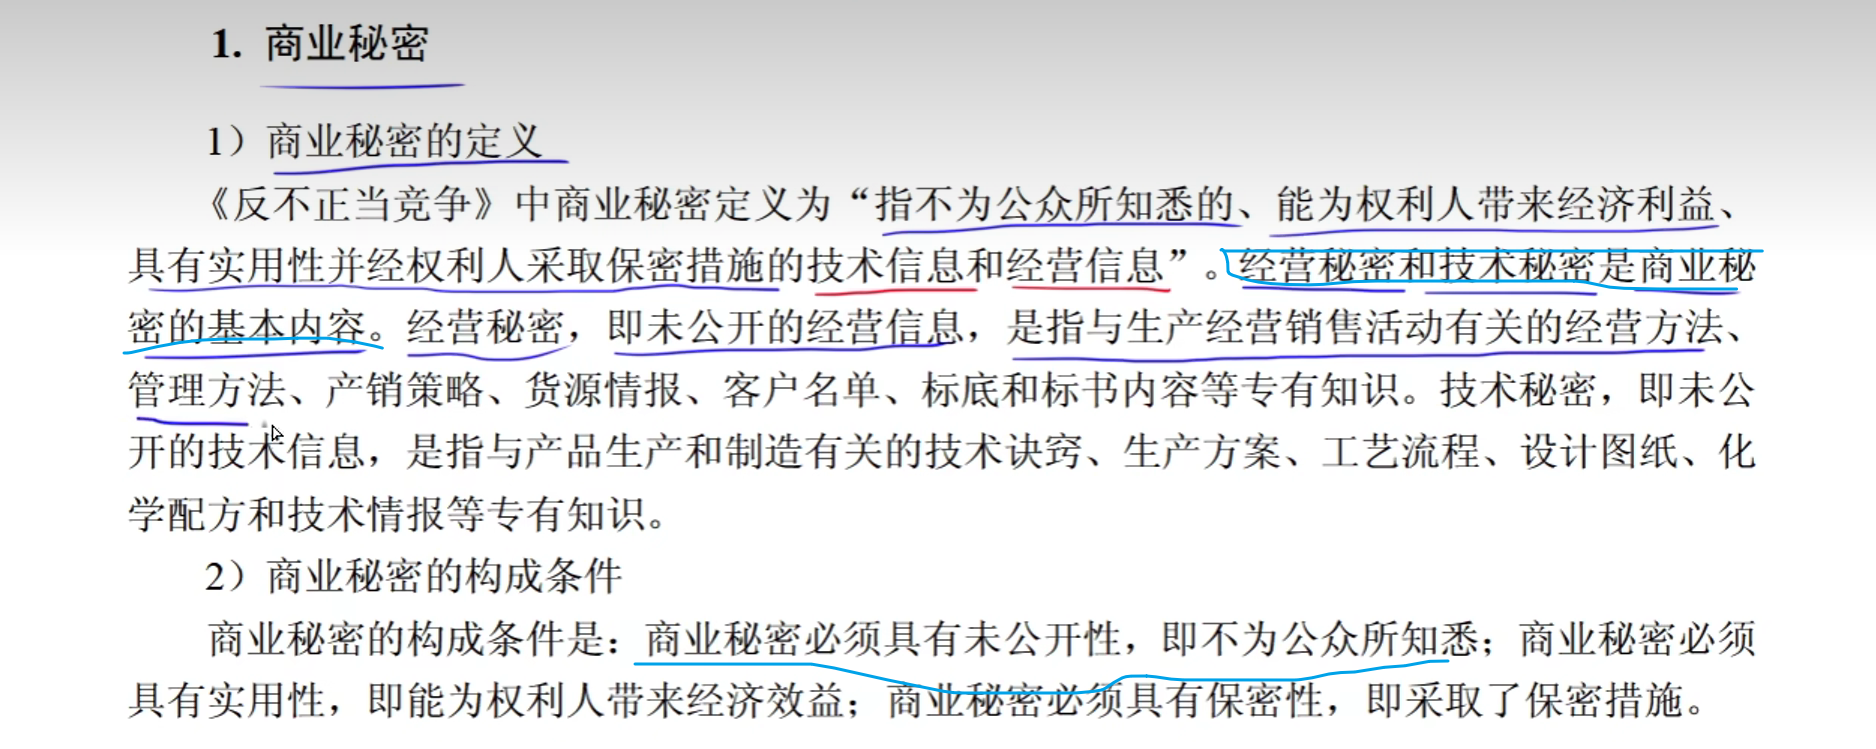 1. 商业秘密
1）商业秘密的定义
《反不正当竞争》中商业秘密定义为“指不为公众所知悉的、能为权利人带来经济利益、
具有实用性并经权利人采取保密措施的技术信息和经营信息”。经营秘密和技术秘密是商业秘
密的基本内容。经营秘密，即未公开的经营信息，是指与生产经营销售活动有关的经营方法、
管理方法、产销策略、货源情报、客户名单、标底和标书内容等专有知识。技术秘密，即未公
开的技术信息，是指与产品生产和制造有关的技术诀窍、生产方案、工艺流程、设计图纸、化
学配方和技术情报等专有知识。
2）商业秘密的构成条件
商业秘密的构成条件是：商业秘密必须具有未公开性，即不为公众所知悉；商业秘密必须
具有实用性，即能为权利人带来经济效益；商业秘密必须具有保密性，即采取了保密措施。